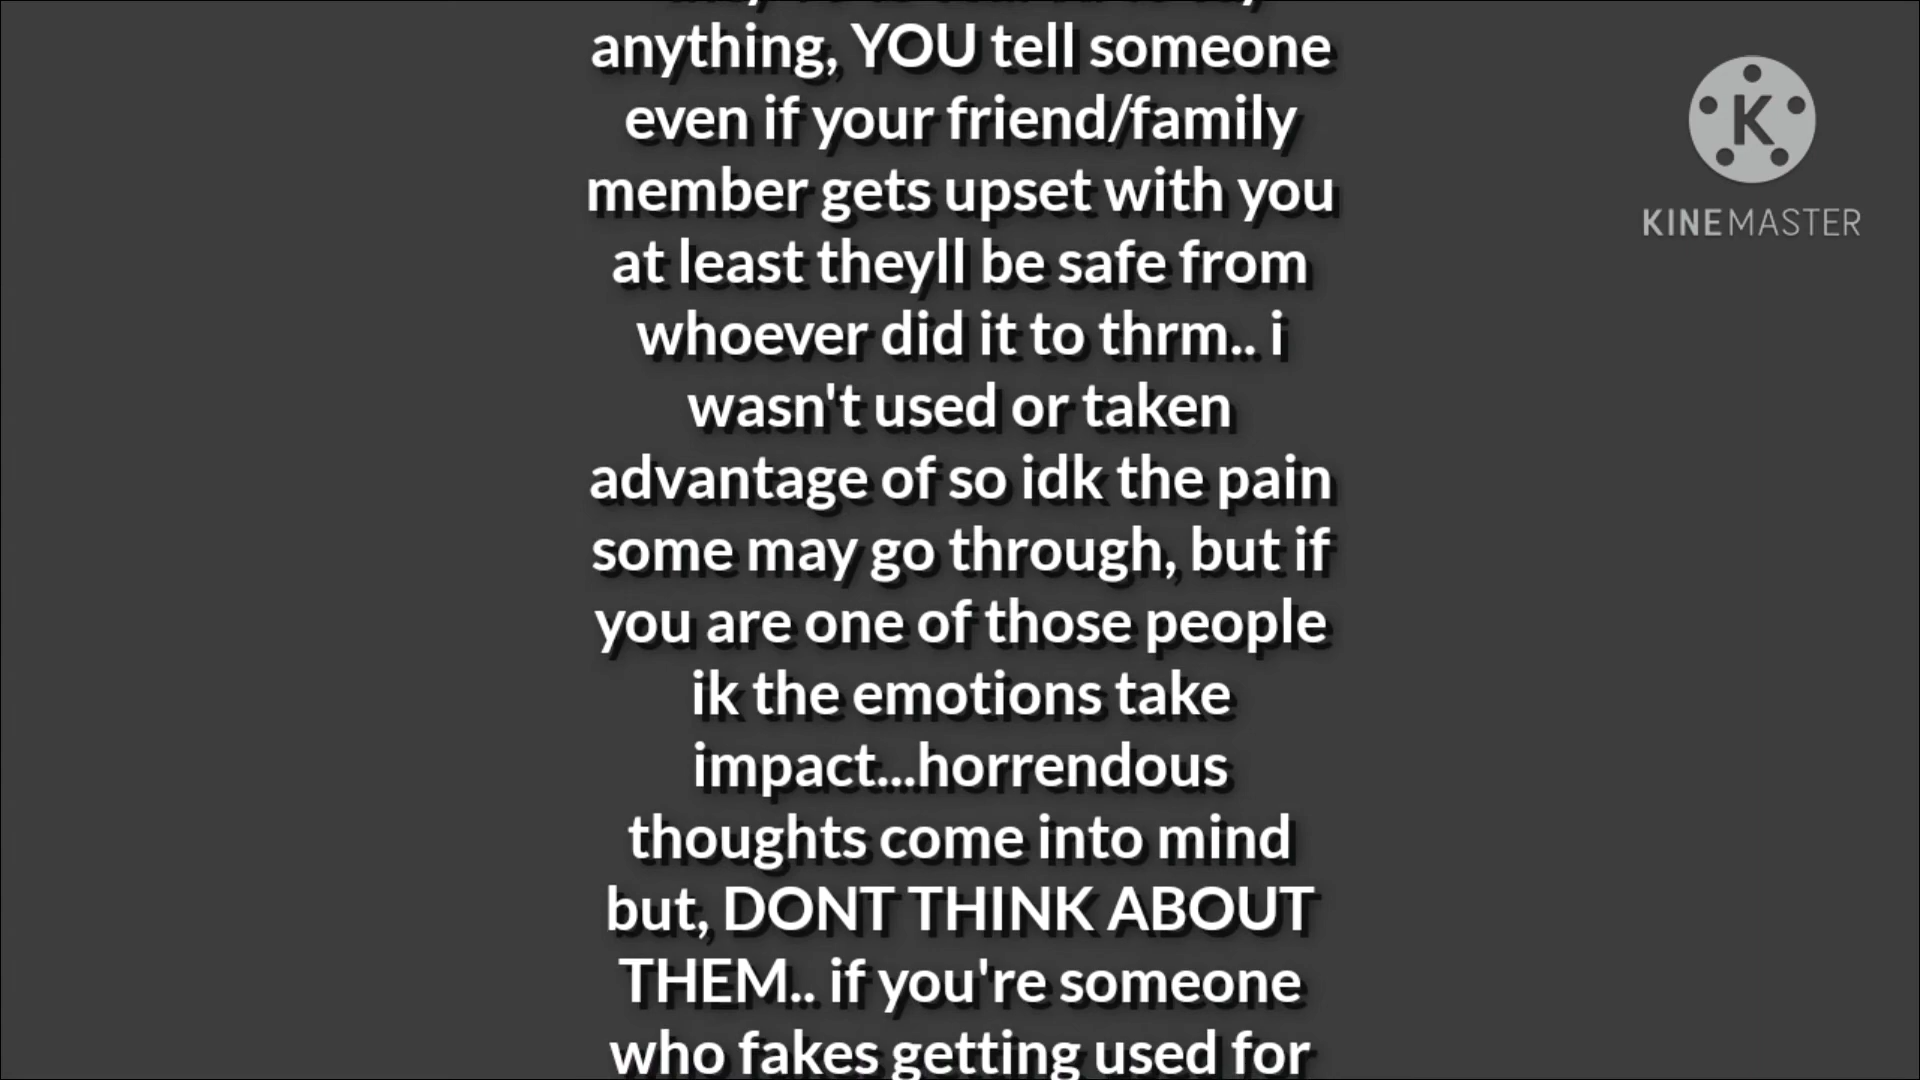 anything, YOU tell someone
even if your friend/family
member gets upset with you
at least theyll be safe from
whoever did it to thrm.. i
wasn't used or taken
advantage of so idk the pain
some may go through, but if
you are one of those people
ik the emotions take
impact...horrendous
thoughts come into mind
but, DONT THINK ABOUT
THEM.. if you're someone
who fakes getting used for
K
KINEMASTER